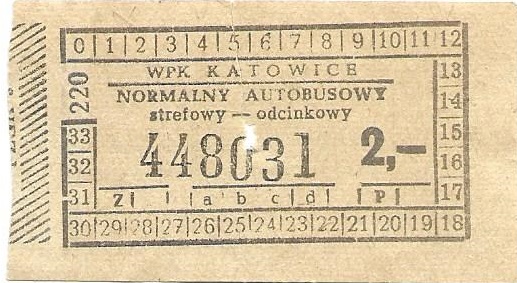 0 1 2 3 4 5 6 7 8 9 10 11 12
WPK KATOWICE 13
220 NORMALNY AUTOBUSOWY 14
strefowy — odcinkowy 15
33 448031 2,— 16
32
31 Z a b c d P 17
30 29 28 27 26 25 24 23 22 21 20 19 18